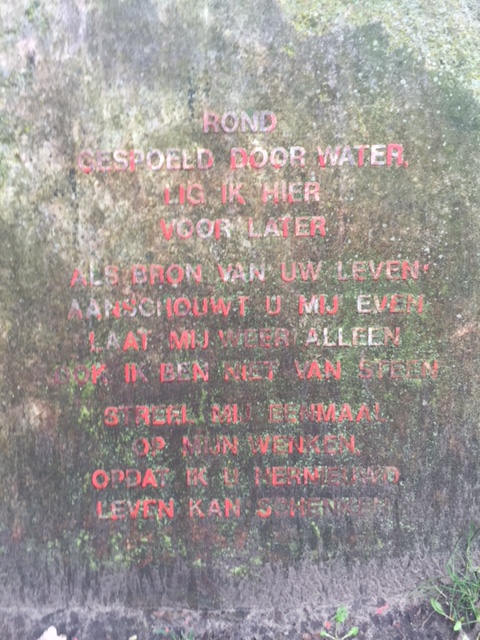 ROND
GESPOELD DOOR WATER,
LIG IK HIER
VOOR LATER
ALS BRON VAN UW LEVEN
AANSCHOUWT U MIJ EVEN
LAAT MIJ WEER ALLEEN
OOK IK BEN NIET VAN STEEN
STREEL MIJ EENMAAL
OP MIJN WENKEN,
OPDAT IK U HERNIEUWD
LEVEN KAN SCHENKEN